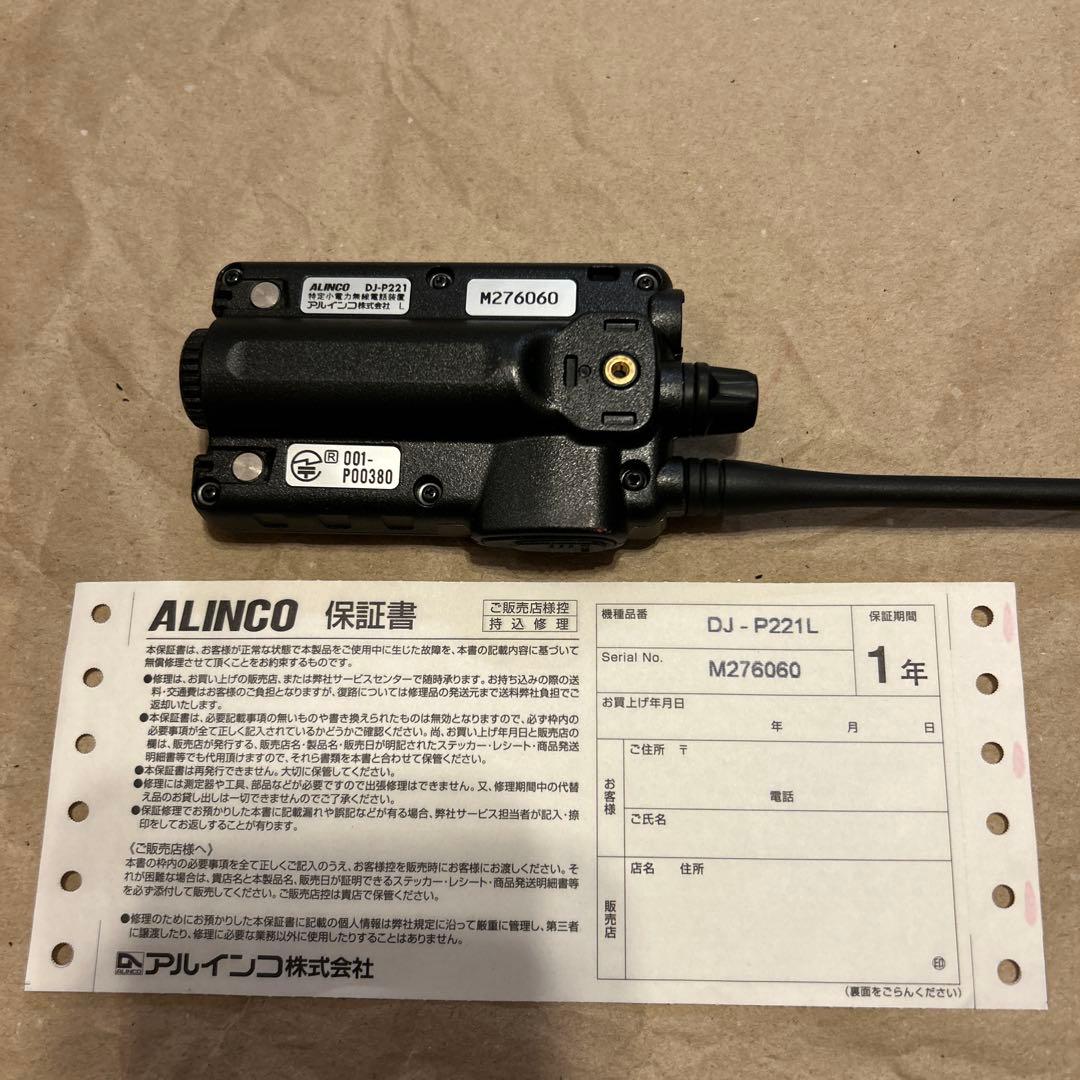 ALINCO DJ-P221
特定小電力無線電話装置
アルインコ株式会社 L
M276060
R 001-
P00380
ALINCO 保証書
ご販売店様控
持込修理
本保証書は、お客様が正常な状態で本製品をご使用中に生じた故障を、本書の記載内容に基づいて
無償修理させて頂くことをお約束するものです。
●修理は、お買い上げの販売店、または弊社サービスセンターで随時承ります。お持ち込みの際の送
料・交通費はお客様のご負担となりますが、復路については修理品の発送元まで送料弊社負担でご
返却いたします。
●本保証書は、必要記載事項の無いものや書き換えられたものは無効となりますので、必ず枠内の
必要事項が全て正しく記入されているかどうかご確認ください。尚、お買い上げ年月日と販売店の
欄は、販売店が発行する、販売店名・製品名・販売日が明記されたステッカー・レシート・商品発送
明細書等でも代用頂けますので、それら書類を本書と合わせて保管ください。
●本保証書は再発行できません。大切に保管してください。
●修理には測定器や工具、部品などが必要ですので出張修理はできません。又、修理期間中の代替
え品のお貸し出しは一切できませんのでご了承ください。
●保証修理でお預かりした本書に記載漏れや誤記などが有る場合、弊社サービス担当者が記入・捺
印をしてお返しすることが有ります。
《ご販売店様へ》
本書の枠内の必要事項を全て正しくご記入のうえ、お客様控を販売時にお客様にお渡しください。そ
れが困難な場合は、貴店名と本製品名、販売日が証明できるステッカー・レシート・商品発送明細書等
を必ず添付して販売してください。ご販売店控は貴店で保管ください。
●修理のためにお預かりした本保証書に記載の個人情報は弊社規定に沿って厳重に管理し、第三者
に譲渡したり、修理に必要な業務以外に使用したりすることはありません。
ALINCO アルインコ株式会社
機種品番 DJ - P221L
Serial No. M276060
保証期間
1年
お買上げ年月日
年 月 日
お客様
ご住所 〒
電話
ご氏名
販売店
店名 住所
印
(裏面をごらんください)